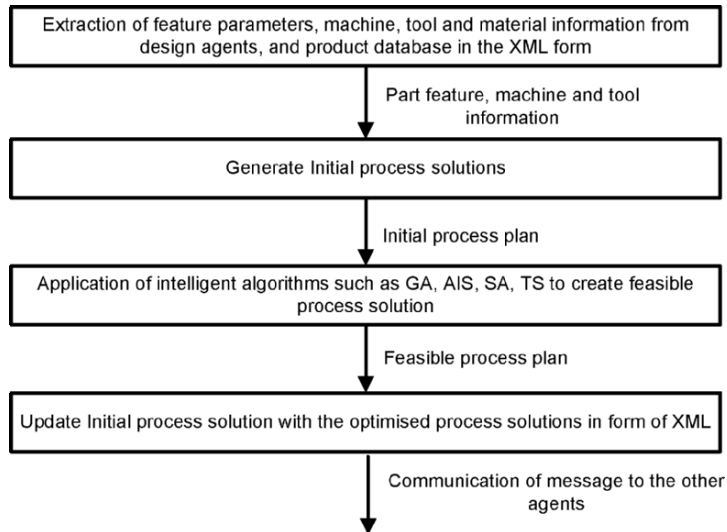 Extraction of feature parameters, machine, tool and material information from
design agents, and product database in the XML form
Part feature, machine and tool
information
Generate Initial process solutions
Initial process plan
Application of intelligent algorithms such as GA, AIS, SA, TS to create feasible
process solution
Feasible process plan
Update Initial process solution with the optimised process solutions in form of XML
Communication of message to the other
agents